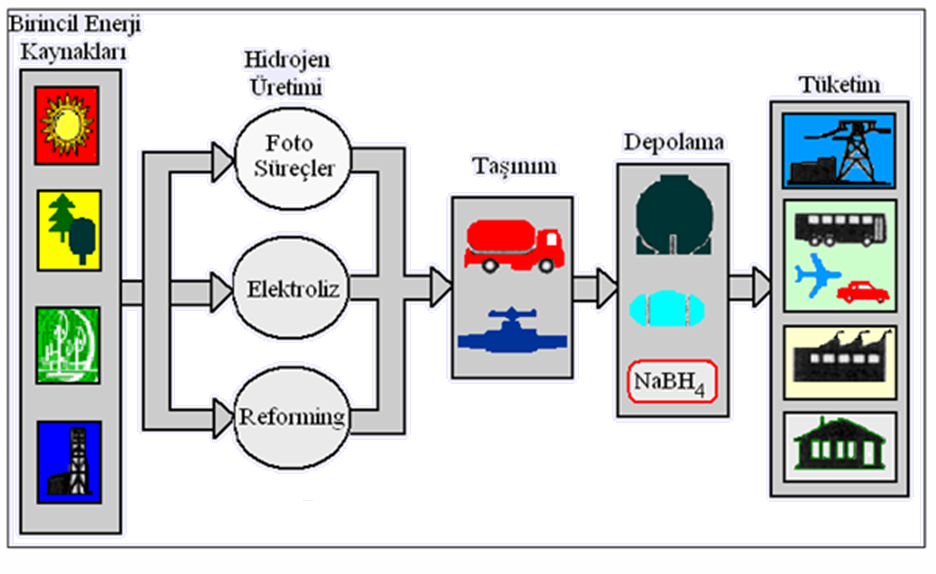 Birincil Enerji
Kaynakları
Hidrojen
Üretimi
Foto
Süreçler
Elektroliz
Reforming
Taşınım
Depolama
NaBH4
Tüketim